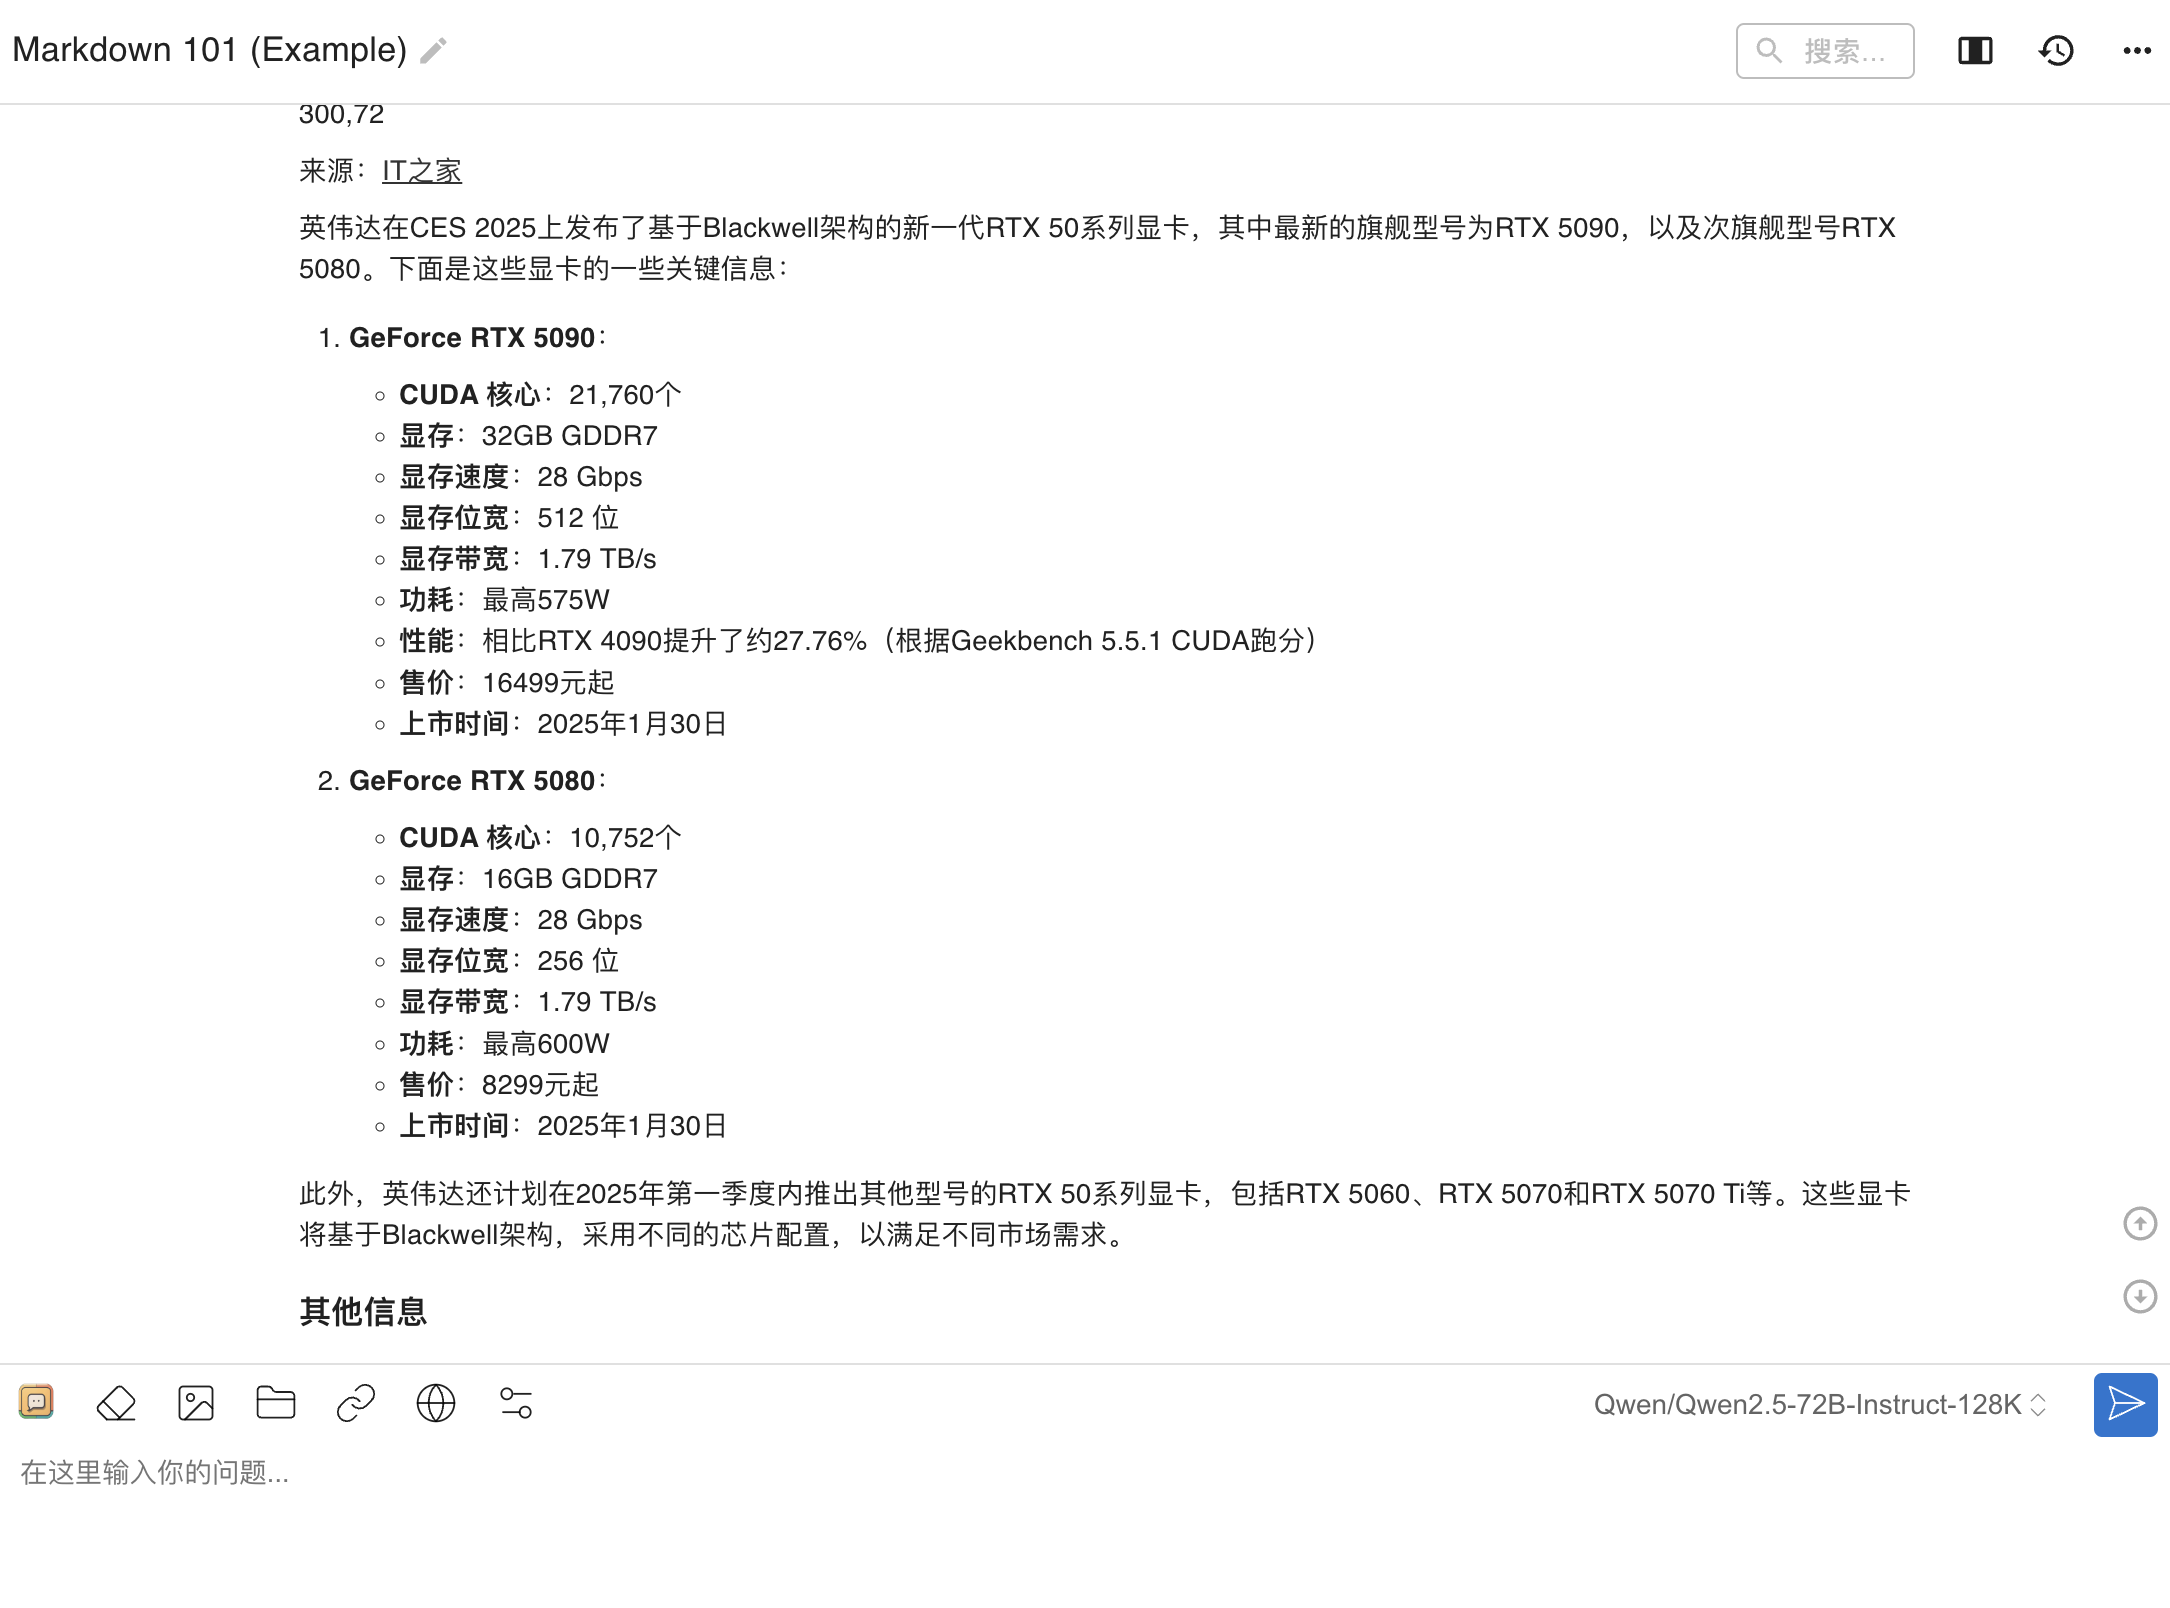 Markdown 101 (Example)
搜索...
300,72
来源：IT之家
英伟达在CES 2025上发布了基于Blackwell架构的新一代RTX 50系列显卡，其中最新的旗舰型号为RTX 5090，以及次旗舰型号RTX
5080。下面是这些显卡的一些关键信息：
1. GeForce RTX 5090：
CUDA 核心：21,760个
显存：32GB GDDR7
显存速度：28 Gbps
显存位宽：512 位
显存带宽：1.79 TB/s
功耗：最高575W
性能：相比RTX 4090提升了约27.76%（根据Geekbench 5.5.1 CUDA跑分）
售价：16499元起
上市时间：2025年1月30日
2. GeForce RTX 5080：
CUDA 核心：10,752个
显存：16GB GDDR7
显存速度：28 Gbps
显存位宽：256 位
显存带宽：1.79 TB/s
功耗：最高600W
售价：8299元起
上市时间：2025年1月30日
此外，英伟达还计划在2025年第一季度内推出其他型号的RTX 50系列显卡，包括RTX 5060、RTX 5070和RTX 5070 Ti等。这些显卡
将基于Blackwell架构，采用不同的芯片配置，以满足不同市场需求。
其他信息
Qwen/Qwen2.5-72B-Instruct-128K
在这里输入你的问题...